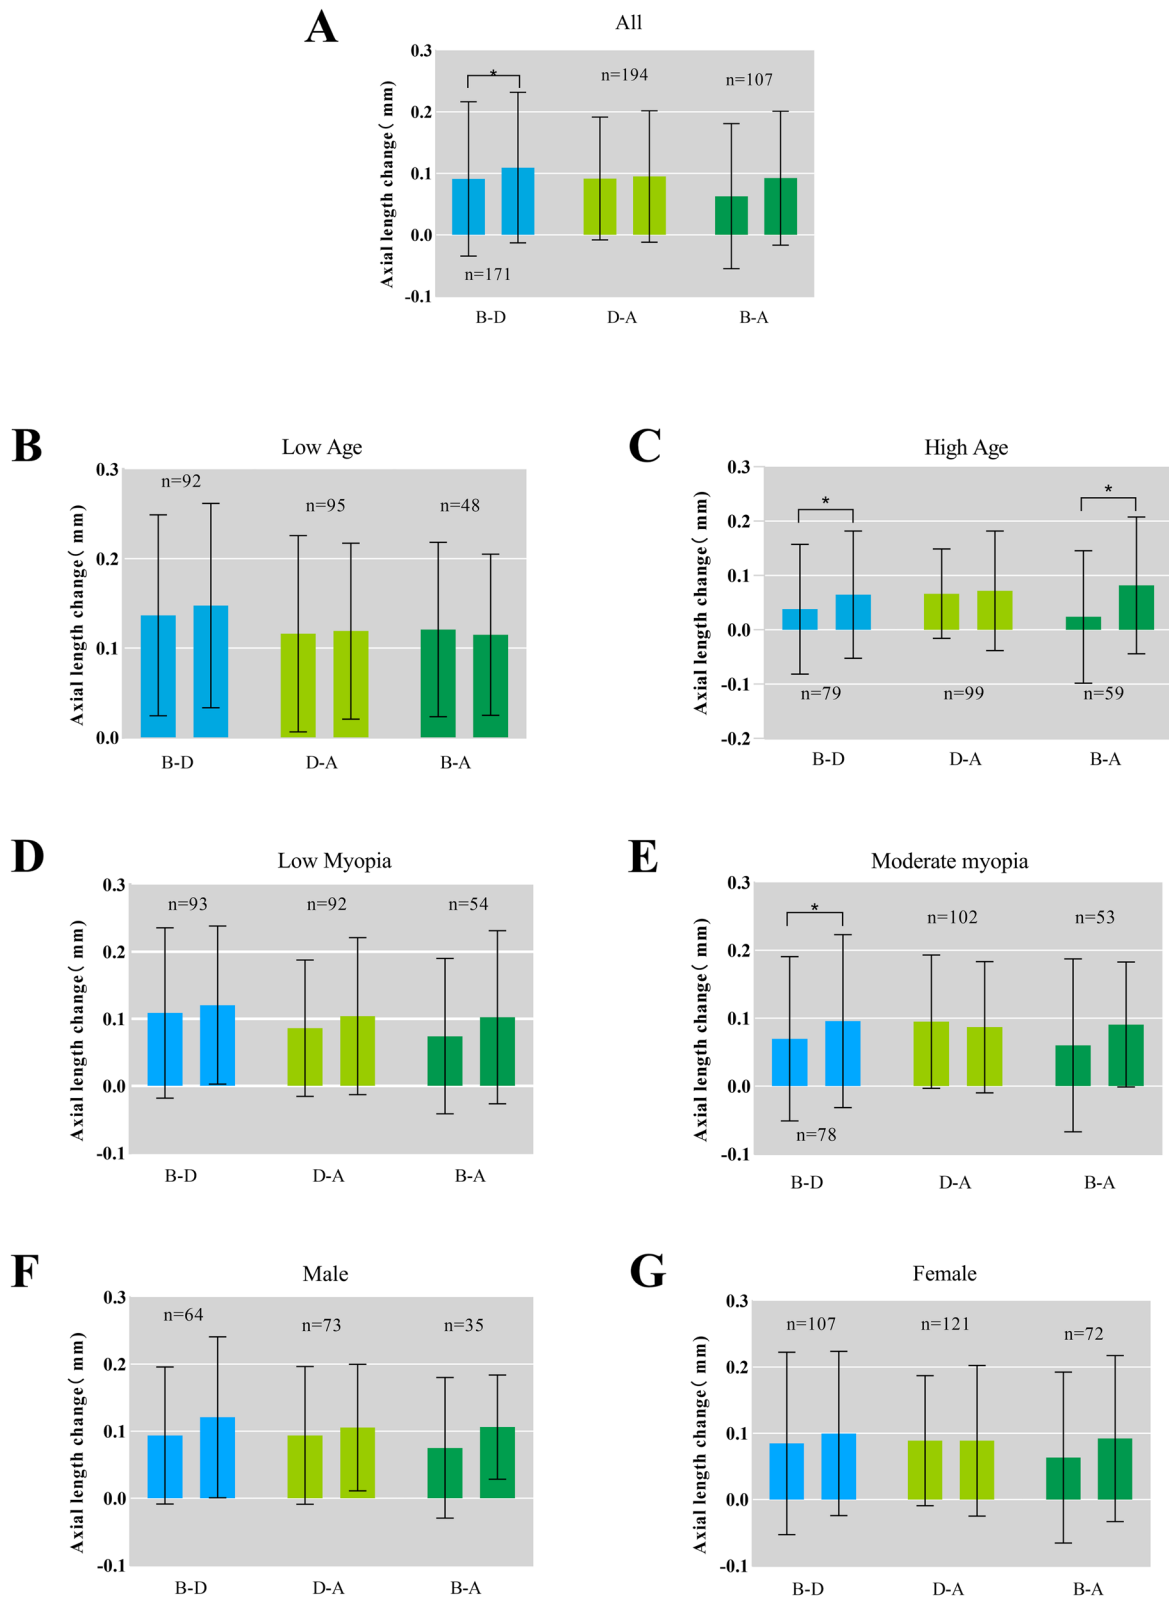 A
All
Axial length change( mm)
0.3
0.2
0.1
0.0
-0.1
*
n=194
n=107
n=171
B-D
D-A
B-A
B
Low Age
Axial length change( mm)
0.3
0.2
0.1
0.0
n=92
n=95
n=48
B-D
D-A
B-A
C
High Age
Axial length change( mm)
0.3
0.2
0.1
0.0
-0.1
-0.2
*
*
n=79
n=99
n=59
B-D
D-A
B-A
D
Low Myopia
Axial length change( mm)
0.3
0.2
0.1
0.0
-0.1
n=93
n=92
n=54
B-D
D-A
B-A
E
Moderate myopia
Axial length change( mm)
0.3
0.2
0.1
0.0
-0.1
*
n=102
n=53
n=78
B-D
D-A
B-A
F
Male
Axial length change( mm)
0.3
0.2
0.1
0.0
-0.1
n=64
n=73
n=35
B-D
D-A
B-A
G
Female
Axial length change( mm)
0.3
0.2
0.1
0.0
-0.1
n=107
n=121
n=72
B-D
D-A
B-A